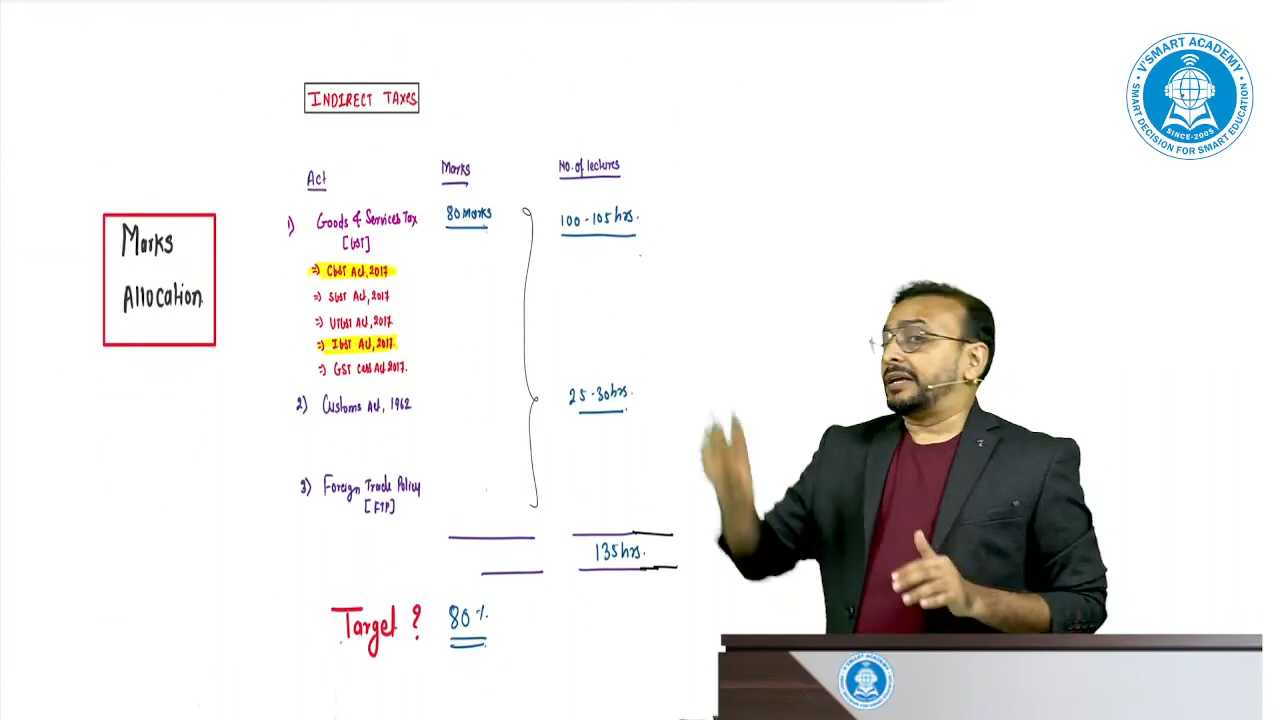 INDIRECT TAXES
Act Marks No. of lectures
Marks
Allocation
1) Goods & Services Tax 80 Marks 100-105 hrs.
[GST]
=> CGST Act, 2017
=> SGST Act, 2017
=> UTGST Act, 2017
=> IGST Act, 2017.
=> GST Cess Act 2017.
2) Customs Act, 1962 25-30 hrs.
3) Foreign Trade Policy
[FTP]
135 hrs.
Target ? 80 %.
• V'SMART ACADEMY •
SMART DECISION FOR SMART EDUCATION
SINCE-2005